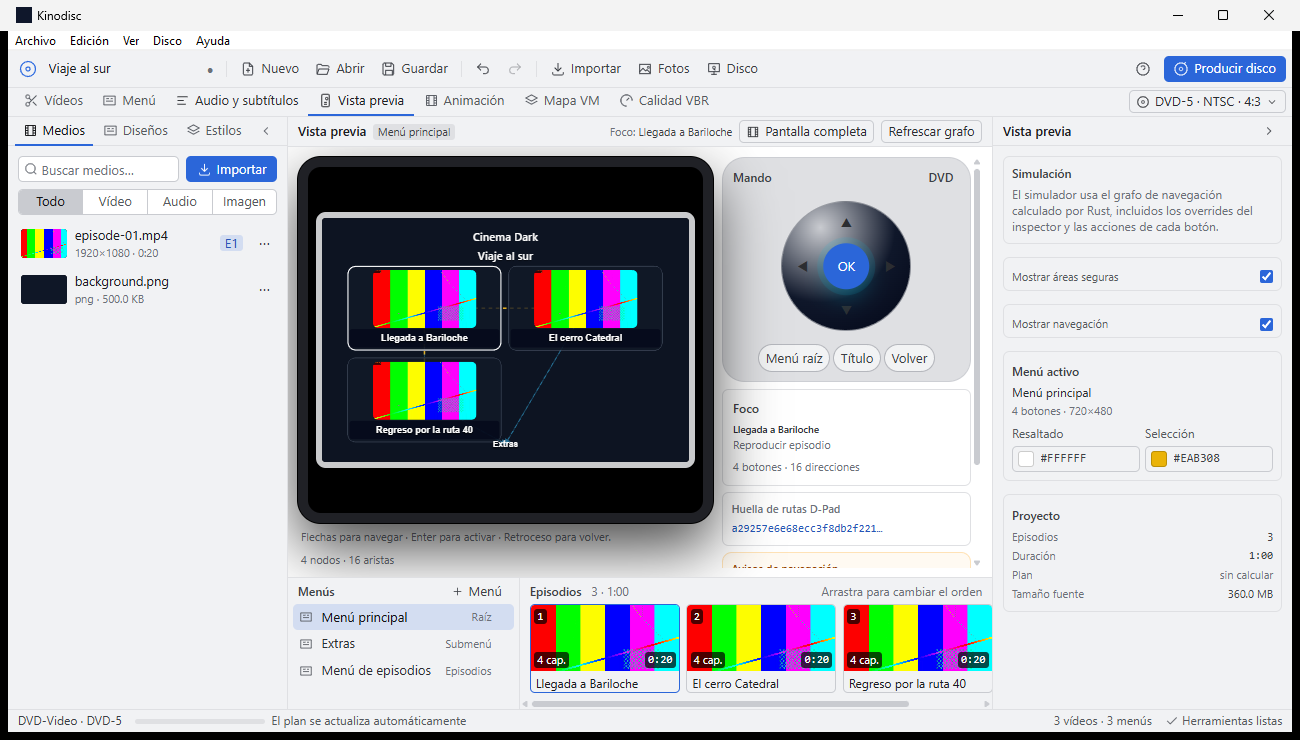 Kinodisc
Archivo Edición Ver Disco Ayuda
Viaje al sur
Nuevo Abrir Guardar Importar Fotos Disco Producir disco
Vídeos Menú Audio y subtítulos Vista previa Animación Mapa VM Calidad VBR DVD-5 · NTSC · 4:3
Medios Diseños Estilos
Buscar medios... Importar
Todo Vídeo Audio Imagen
episode-01.mp4
1920×1080 · 0:20
E1
background.png
png · 500.0 KB
Vista previa Menú principal Foco: Llegada a Bariloche Pantalla completa Refrescar grafo
Cinema Dark
Viaje al sur
Llegada a Bariloche
El cerro Catedral
Regreso por la ruta 40
Extras
Flechas para navegar · Enter para activar · Retroceso para volver.
4 nodos · 16 aristas
Mando DVD
OK
Menú raíz Título Volver
Foco
Llegada a Bariloche
Reproducir episodio
4 botones · 16 direcciones
Huella de rutas D-Pad
a29257e6e68ecc3f8db2f221…
Avisos de navegación
Menús + Menú
Menú principal Raíz
Extras Submenú
Menú de episodios Episodios
Episodios 3 · 1:00 Arrastra para cambiar el orden
1 4 cap. 0:20
Llegada a Bariloche
2 4 cap. 0:20
El cerro Catedral
3 4 cap. 0:20
Regreso por la ruta 40
Vista previa
Simulación
El simulador usa el grafo de navegación
calculado por Rust, incluidos los overrides del
inspector y las acciones de cada botón.
Mostrar áreas seguras
Mostrar navegación
Menú activo
Menú principal
4 botones · 720×480
Resaltado Selección
#FFFFFF #EAB308
Proyecto
Episodios 3
Duración 1:00
Plan sin calcular
Tamaño fuente 360.0 MB
DVD-Video · DVD-5 El plan se actualiza automáticamente 3 vídeos · 3 menús Herramientas listas